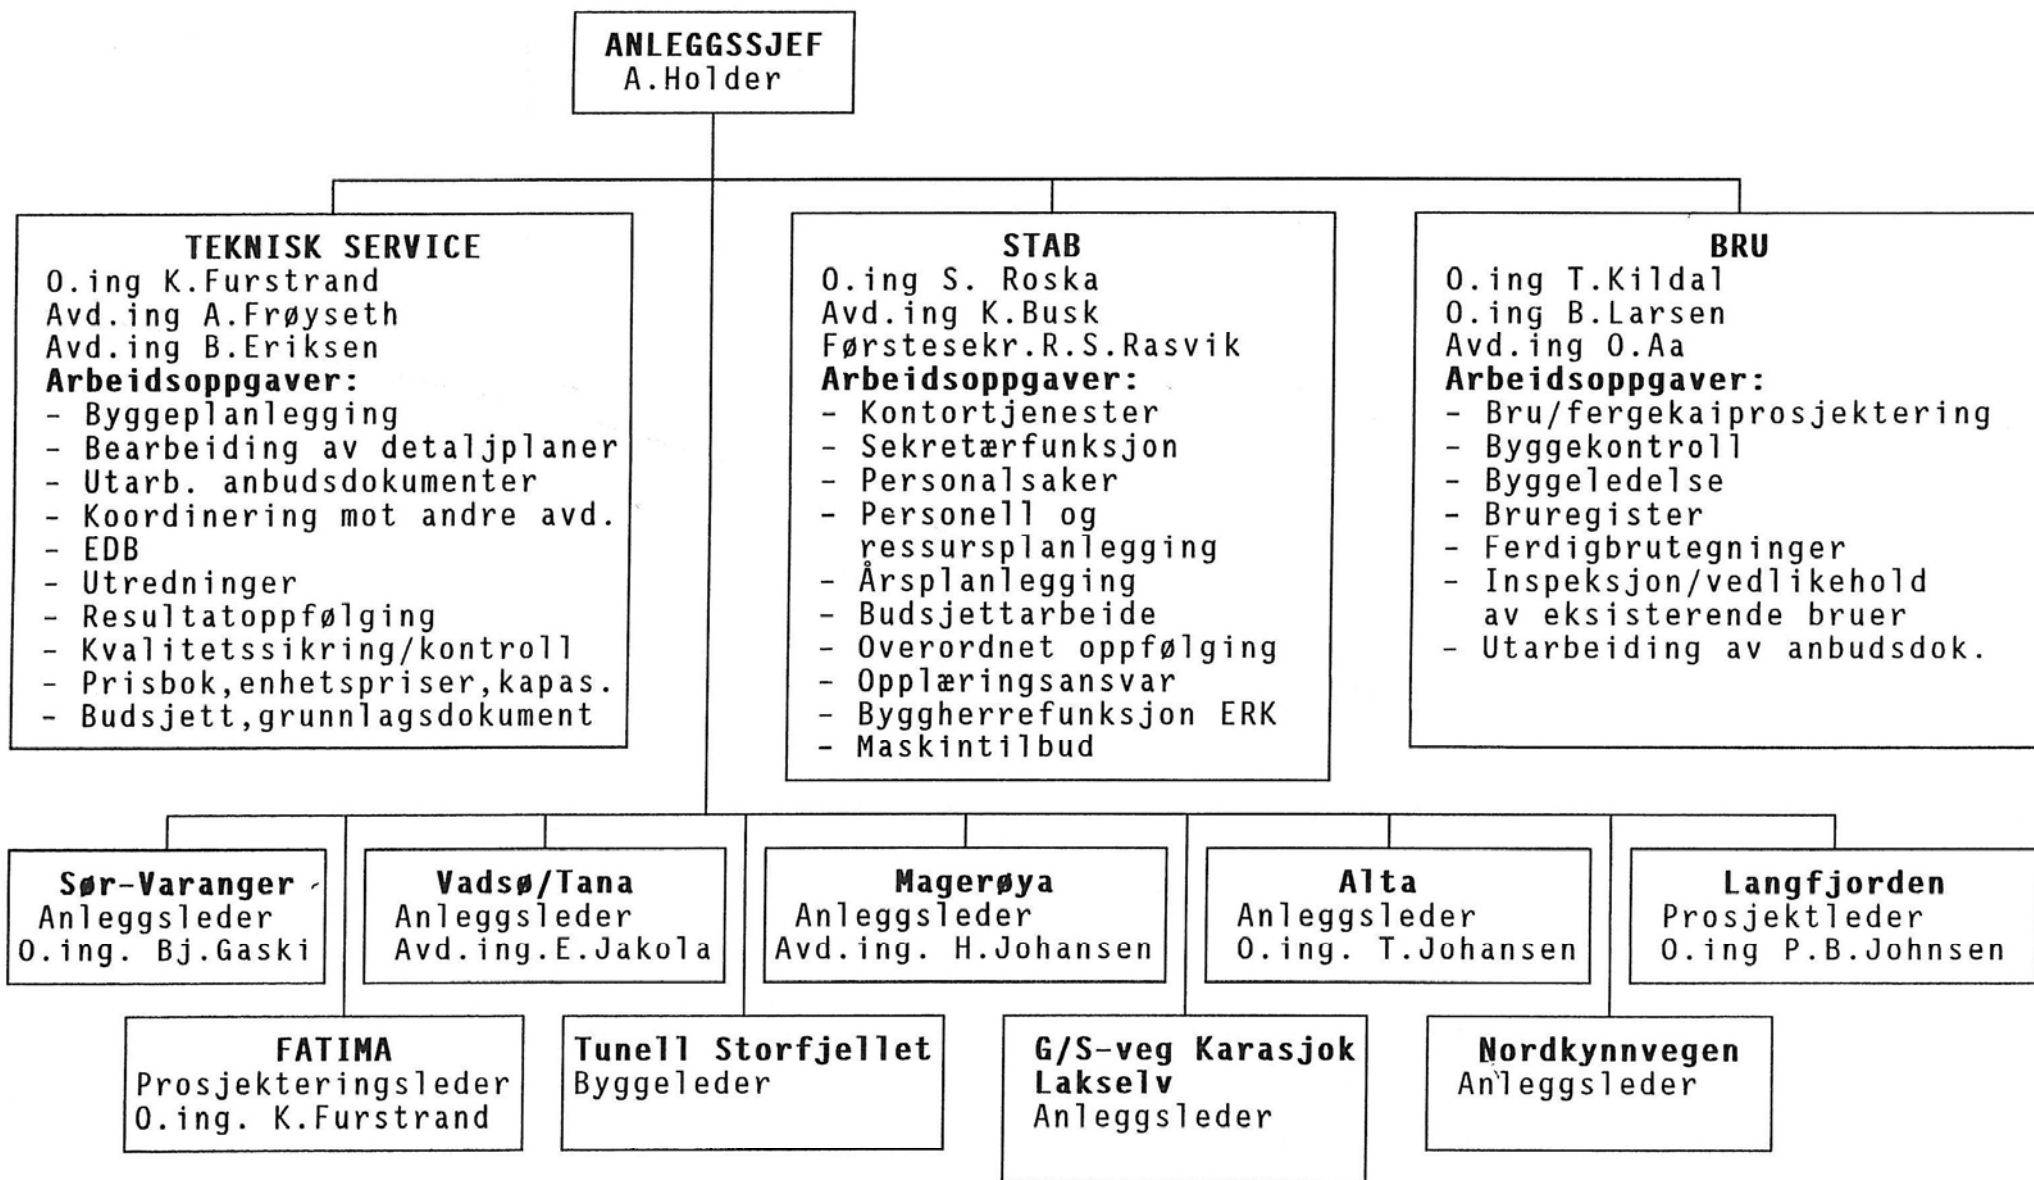 ANLEGGSSJEF
A.Holder
TEKNISK SERVICE
O.ing K.Furstrand
Avd.ing A.Frøyseth
Avd.ing B.Eriksen
Arbeidsoppgaver:
- Byggeplanlegging
- Bearbeiding av detaljplaner
- Utarb. anbudsdokumenter
- Koordinering mot andre avd.
- EDB
- Utredninger
- Resultatoppfølging
- Kvalitetssikring/kontroll
- Prisbok,enhetspriser,kapas.
- Budsjett,grunnlagsdokument
STAB
O.ing S. Roska
Avd.ing K.Busk
Førstesekr.R.S.Rasvik
Arbeidsoppgaver:
- Kontortjenester
- Sekretærfunksjon
- Personalsaker
- Personell og
ressursplanlegging
- Årsplanlegging
- Budsjettarbeide
- Overordnet oppfølging
- Opplæringsansvar
- Byggherrefunksjon ERK
- Maskintilbud
BRU
O.ing T.Kildal
O.ing B.Larsen
Avd.ing O.Aa
Arbeidsoppgaver:
- Bru/fergekaiprosjektering
- Byggekontroll
- Byggeledelse
- Bruregister
- Ferdigbrutegninger
- Inspeksjon/vedlikehold
av eksisterende bruer
- Utarbeiding av anbudsdok.
Sør-Varanger
Anleggsleder
O.ing. Bj.Gaski
Vadsø/Tana
Anleggsleder
Avd.ing.E.Jakola
Magerøya
Anleggsleder
Avd.ing. H.Johansen
Alta
Anleggsleder
O.ing. T.Johansen
Langfjorden
Prosjektleder
O.ing P.B.Johnsen
FATIMA
Prosjekteringsleder
O.ing. K.Furstrand
Tunell Storfjellet
Byggeleder
G/S-veg Karasjok
Lakselv
Anleggsleder
Nordkynnvegen
Anleggsleder